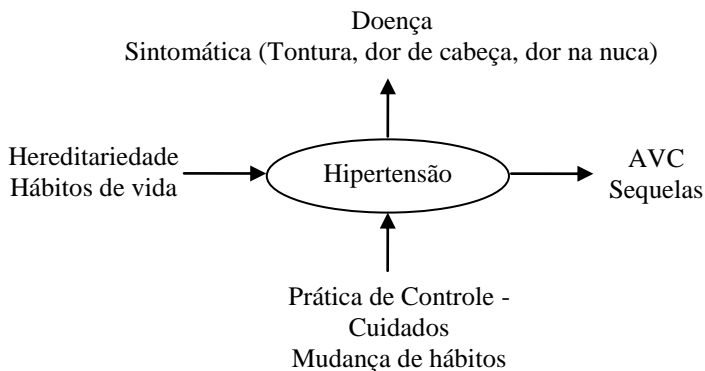 Doença
Sintomática (Tontura, dor de cabeça, dor na nuca)
Hereditariedade
Hábitos de vida
Hipertensão
AVC
Sequelas
Prática de Controle -
Cuidados
Mudança de hábitos